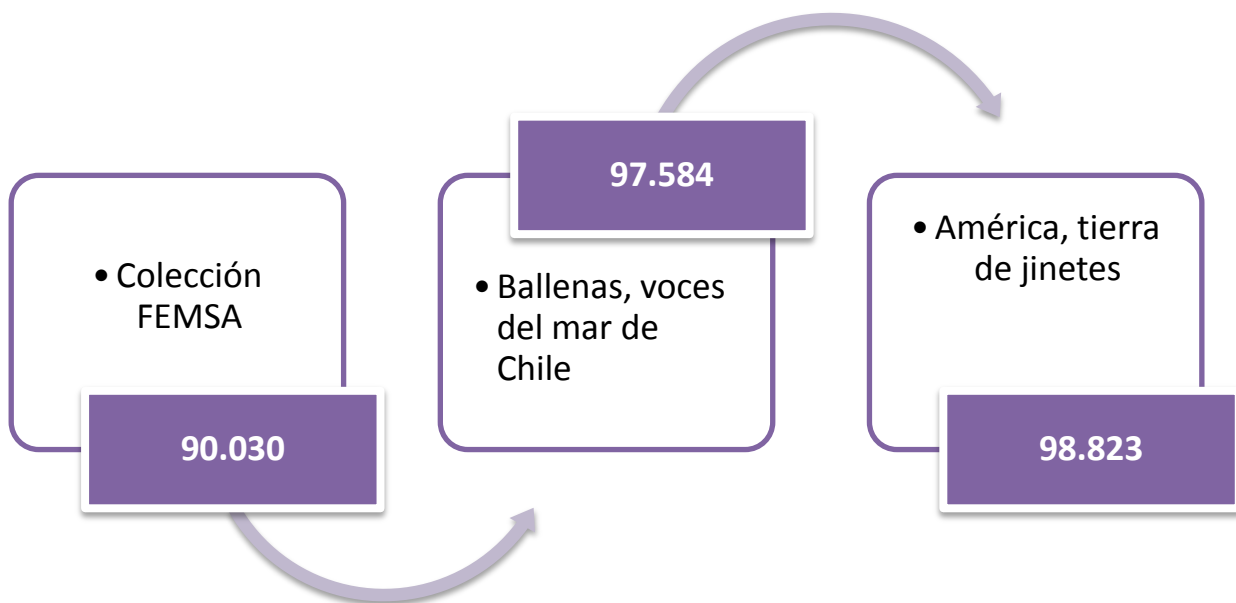 • Colección
FEMSA
90.030
97.584
• Ballenas, voces
del mar de
Chile
• América, tierra
de jinetes
98.823